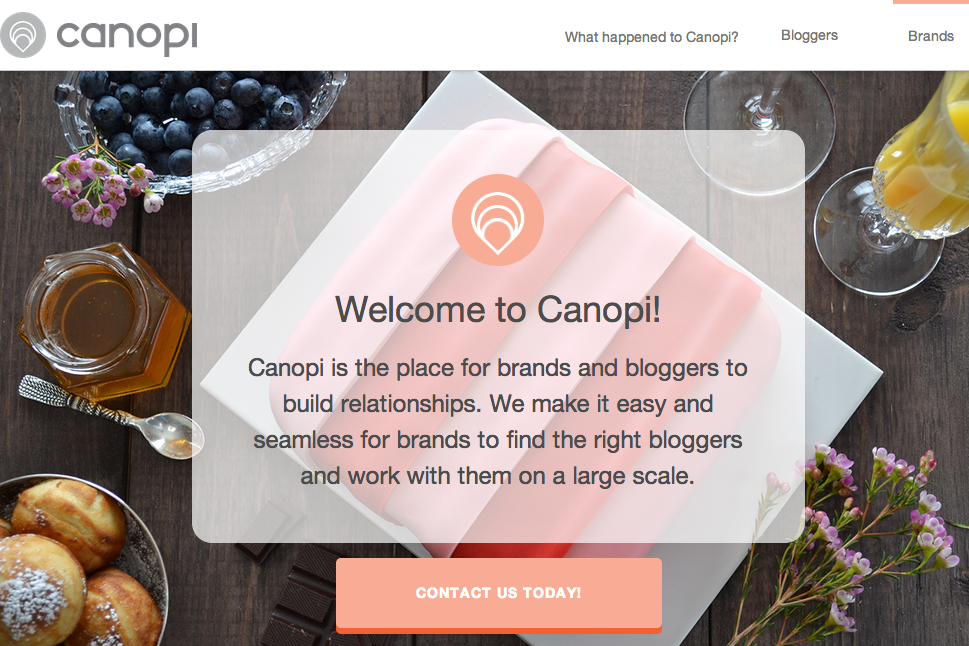 canopi
What happened to Canopi?
Bloggers
Brands
Welcome to Canopi!
Canopi is the place for brands and bloggers to
build relationships. We make it easy and
seamless for brands to find the right bloggers
and work with them on a large scale.
CONTACT US TODAY!